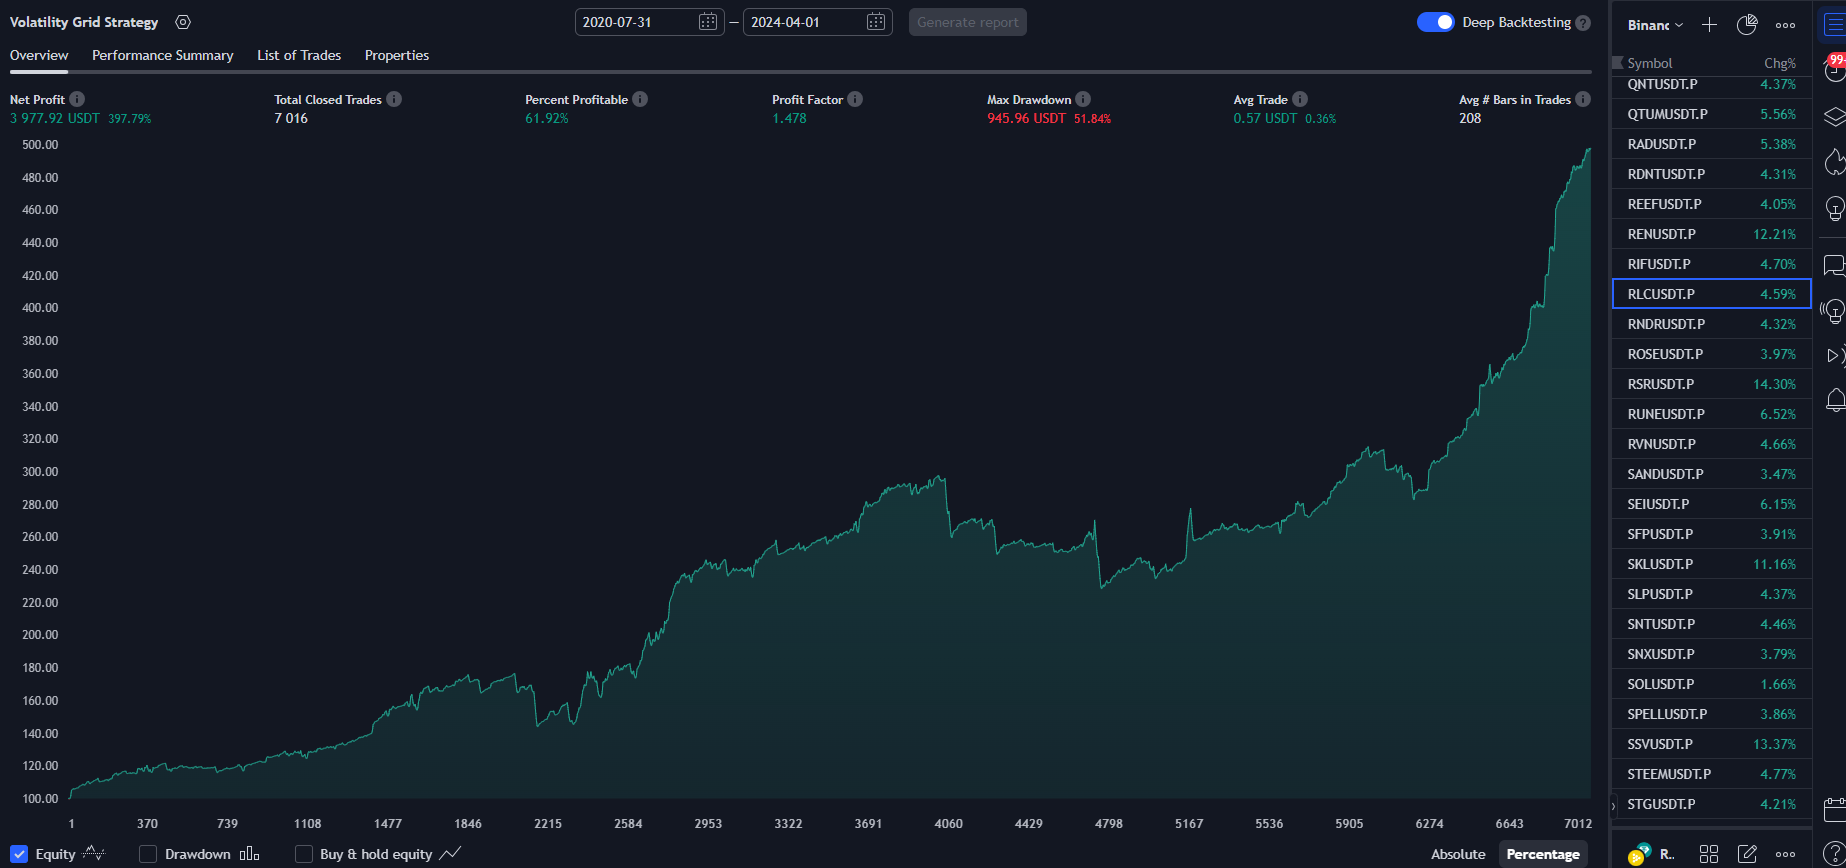 Volatility Grid Strategy
2020-07-31 — 2024-04-01 Generate report
Deep Backtesting ?
Overview Performance Summary List of Trades Properties
Net Profit Total Closed Trades Percent Profitable Profit Factor Max Drawdown Avg Trade Avg # Bars in Trades
3 977.92 USDT 397.79% 7 016 61.92% 1.478 945.96 USDT 51.84% 0.57 USDT 0.36% 208
500.00
480.00
460.00
440.00
420.00
400.00
380.00
360.00
340.00
320.00
300.00
280.00
260.00
240.00
220.00
200.00
180.00
160.00
140.00
120.00
100.00
1 370 739 1108 1477 1846 2215 2584 2953 3322 3691 4060 4429 4798 5167 5536 5905 6274 6643 7012
Equity Drawdown Buy & hold equity Absolute Percentage
Binanc
99+
Symbol Chg%
QNTUSDT.P 4.37%
QTUMUSDT.P 5.56%
RADUSDT.P 5.38%
RDNTUSDT.P 4.31%
REEFUSDT.P 4.05%
RENUSDT.P 12.21%
RIFUSDT.P 4.70%
RLCUSDT.P 4.59%
RNDRUSDT.P 4.32%
ROSEUSDT.P 3.97%
RSRUSDT.P 14.30%
RUNEUSDT.P 6.52%
RVNUSDT.P 4.66%
SANDUSDT.P 3.47%
SEIUSDT.P 6.15%
SFPUSDT.P 3.91%
SKLUSDT.P 11.16%
SLPUSDT.P 4.37%
SNTUSDT.P 4.46%
SNXUSDT.P 3.79%
SOLUSDT.P 1.66%
SPELLUSDT.P 3.86%
SSVUSDT.P 13.37%
STEEMUSDT.P 4.77%
STGUSDT.P 4.21%
R..